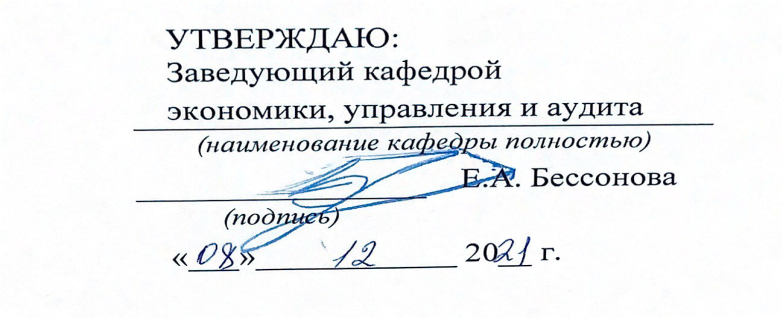 УТВЕРЖДАЮ:
Заведующий кафедрой
экономики, управления и аудита
(наименование кафедры полностью)
Е.А. Бессонова
(подпись)
«08» 12 2021 г.